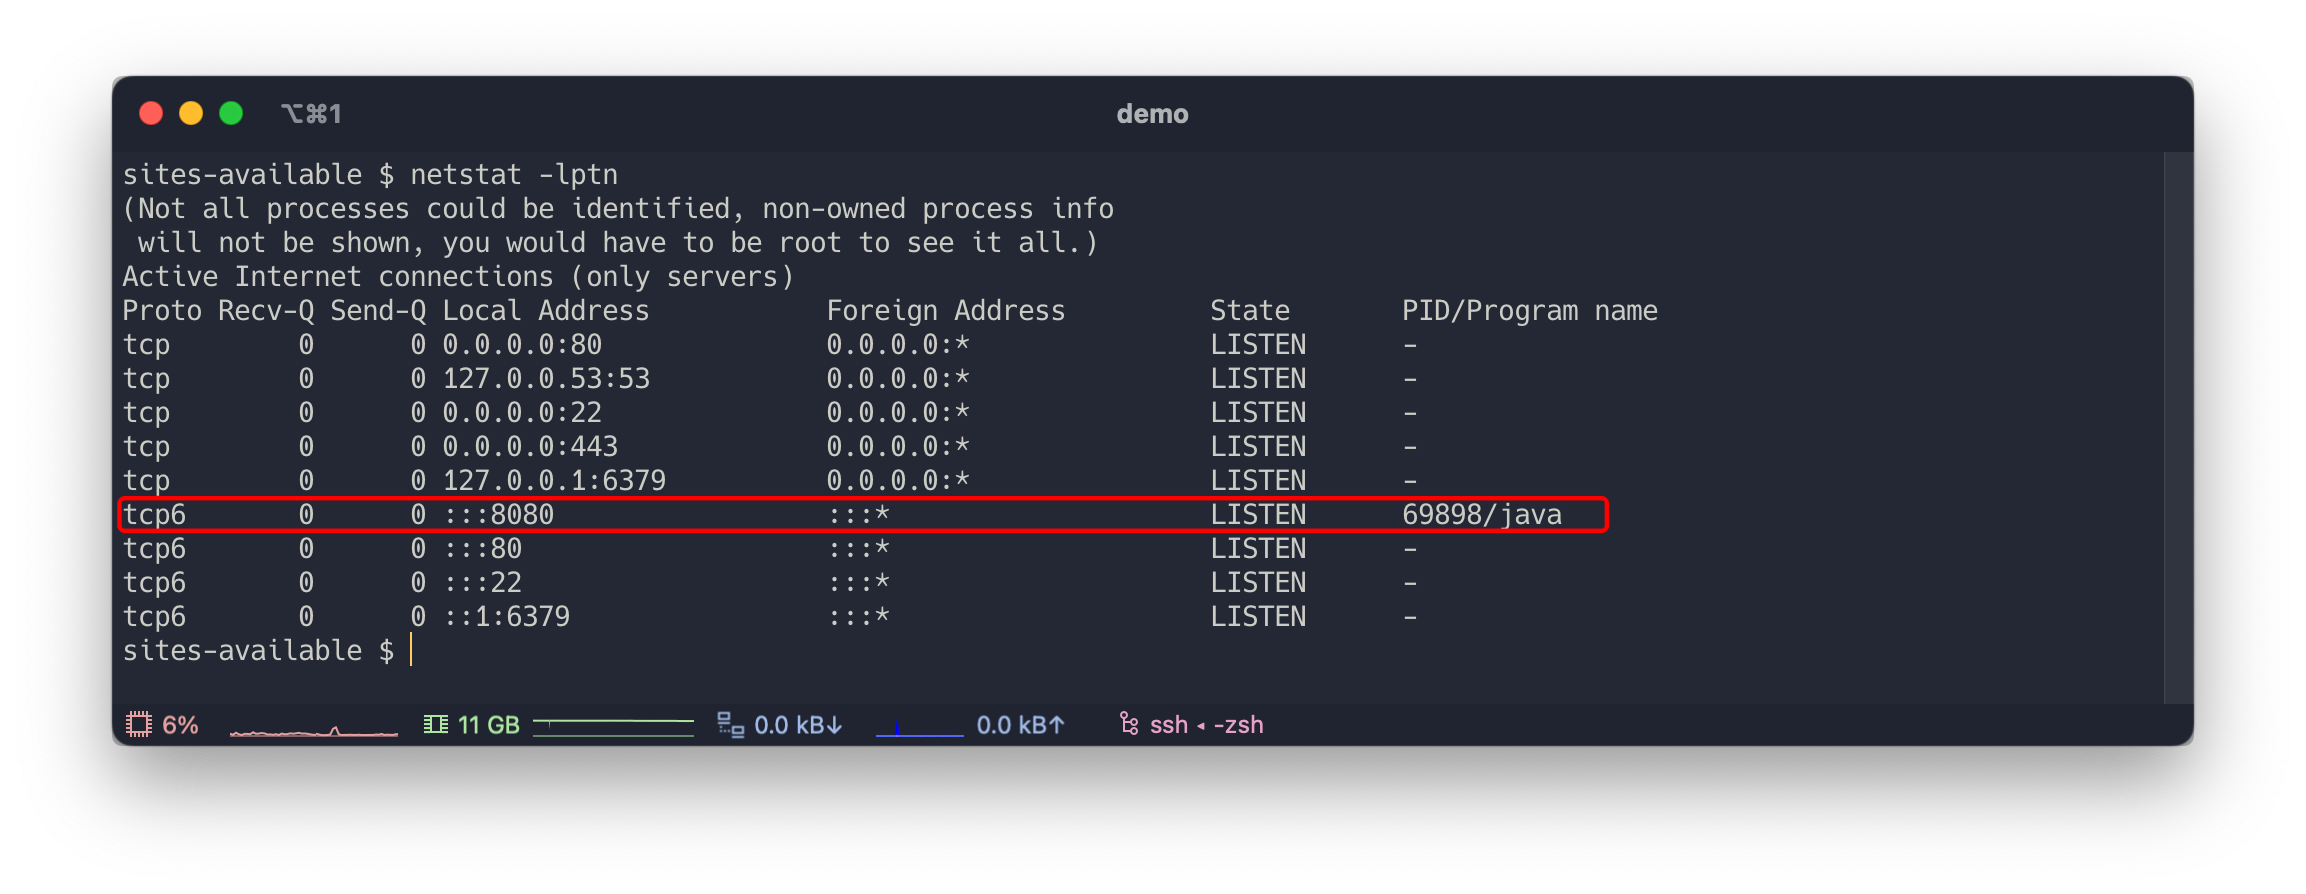 ⌥⌘1 demo
sites-available $ netstat -lptn
(Not all processes could be identified, non-owned process info
 will not be shown, you would have to be root to see it all.)
Active Internet connections (only servers)
Proto Recv-Q Send-Q Local Address           Foreign Address         State       PID/Program name
tcp        0      0 0.0.0.0:80              0.0.0.0:*               LISTEN      -
tcp        0      0 127.0.0.53:53           0.0.0.0:*               LISTEN      -
tcp        0      0 0.0.0.0:22              0.0.0.0:*               LISTEN      -
tcp        0      0 0.0.0.0:443             0.0.0.0:*               LISTEN      -
tcp        0      0 127.0.0.1:6379          0.0.0.0:*               LISTEN      -
tcp6       0      0 :::8080                 :::*                    LISTEN      69898/java
tcp6       0      0 :::80                   :::*                    LISTEN      -
tcp6       0      0 :::22                   :::*                    LISTEN      -
tcp6       0      0 ::1:6379                :::*                    LISTEN      -
sites-available $
6% 11 GB 0.0 kB↓ 0.0 kB↑ ssh ◂ -zsh